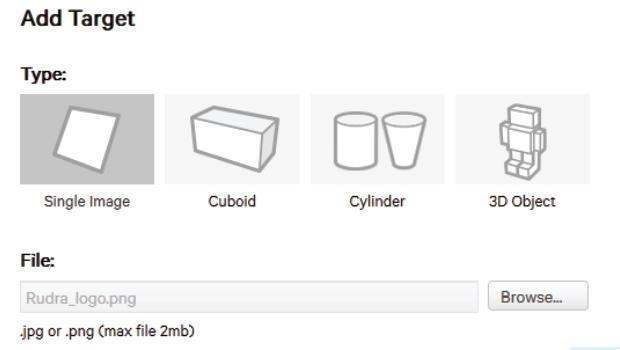 Add Target
Type:
Single Image Cuboid Cylinder 3D Object
File:
Rudra_logo.png Browse...
.jpg or .png (max file 2mb)